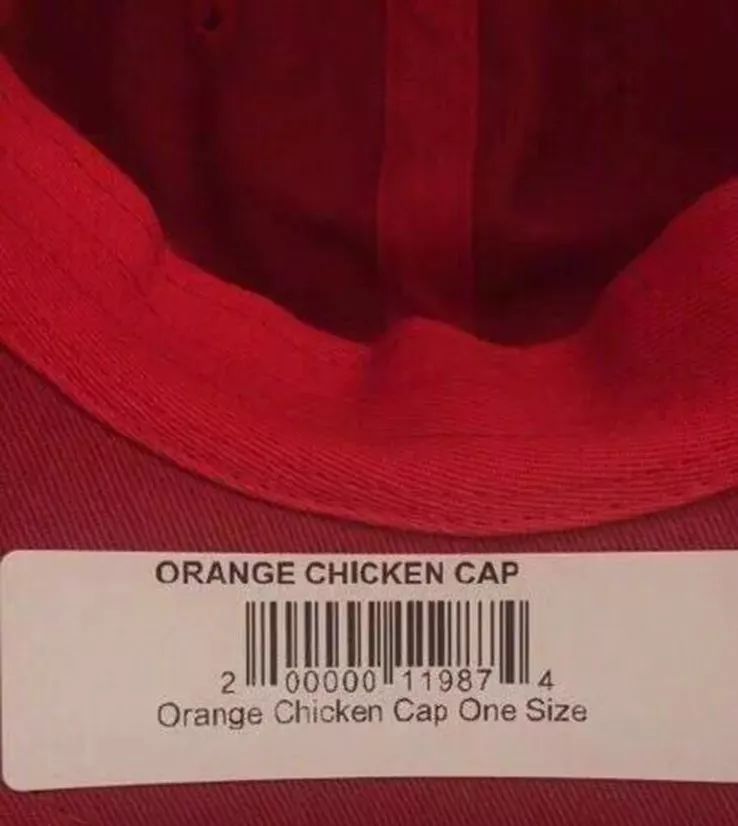 ORANGE CHICKEN CAP
2 00000 11987 4
Orange Chicken Cap One Size